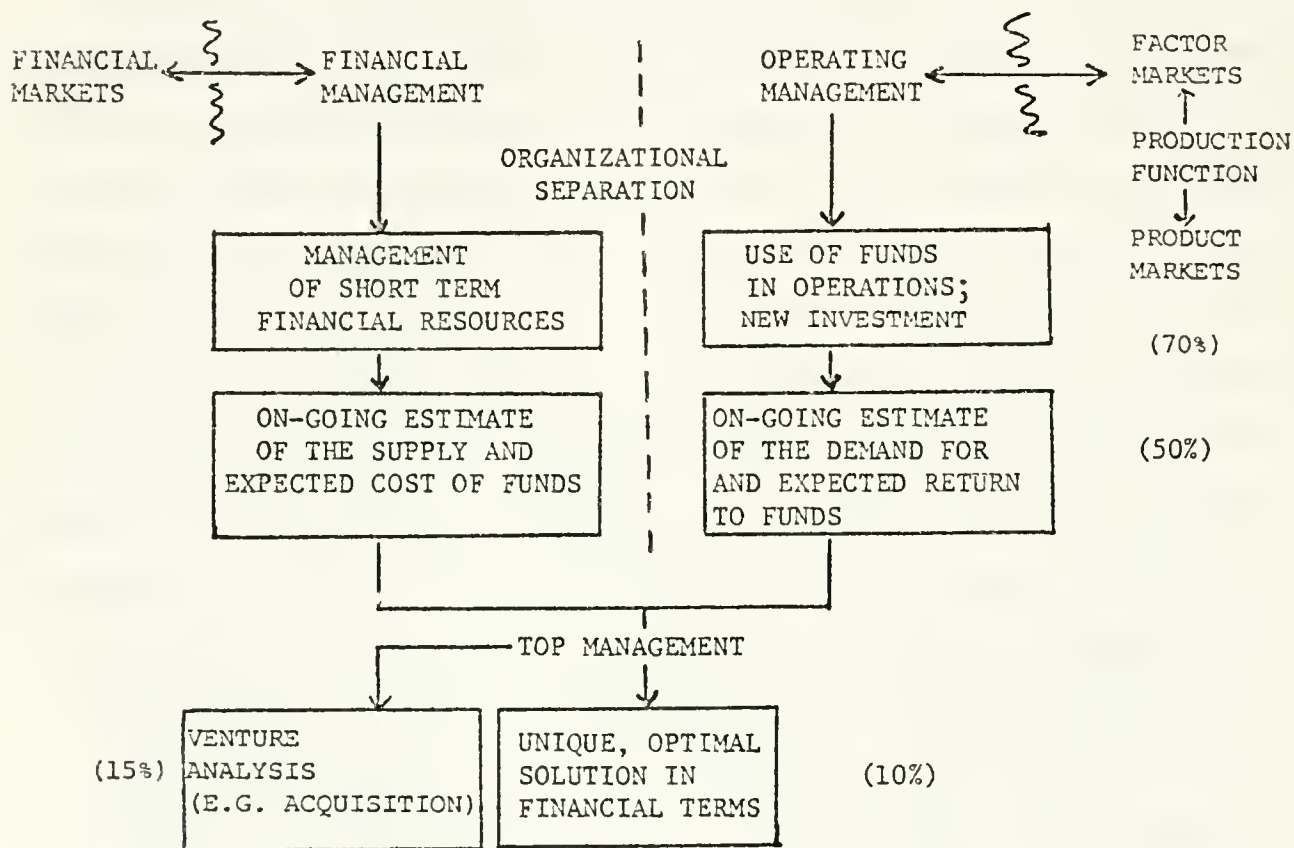 FINANCIAL
MARKETS
FINANCIAL
MANAGEMENT
OPERATING
MANAGEMENT
FACTOR
MARKETS
PRODUCTION
FUNCTION
PRODUCT
MARKETS
ORGANIZATIONAL
SEPARATION
MANAGEMENT
OF SHORT TERM
FINANCIAL RESOURCES
USE OF FUNDS
IN OPERATIONS;
NEW INVESTMENT
(70%)
ON-GOING ESTIMATE
OF THE SUPPLY AND
EXPECTED COST OF FUNDS
ON-GOING ESTIMATE
OF THE DEMAND FOR
AND EXPECTED RETURN
TO FUNDS
(50%)
TOP MANAGEMENT
(15%)
VENTURE
ANALYSIS
(E.G. ACQUISITION)
UNIQUE, OPTIMAL
SOLUTION IN
FINANCIAL TERMS
(10%)